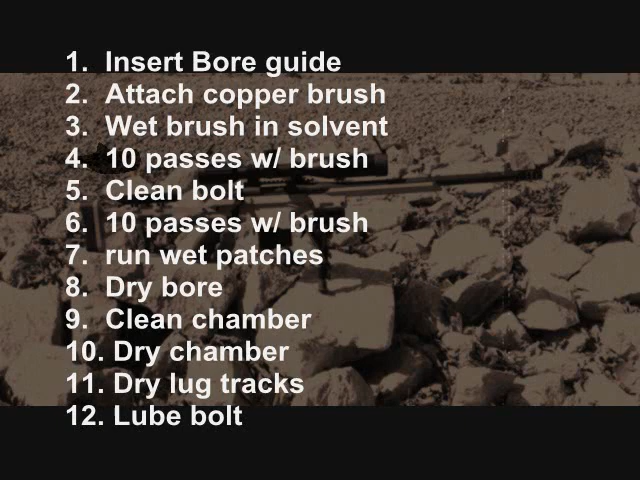 1. Insert Bore guide
2. Attach copper brush
3. Wet brush in solvent
4. 10 passes w/ brush
5. Clean bolt
6. 10 passes w/ brush
7. run wet patches
8. Dry bore
9. Clean chamber
10. Dry chamber
11. Dry lug tracks
12. Lube bolt